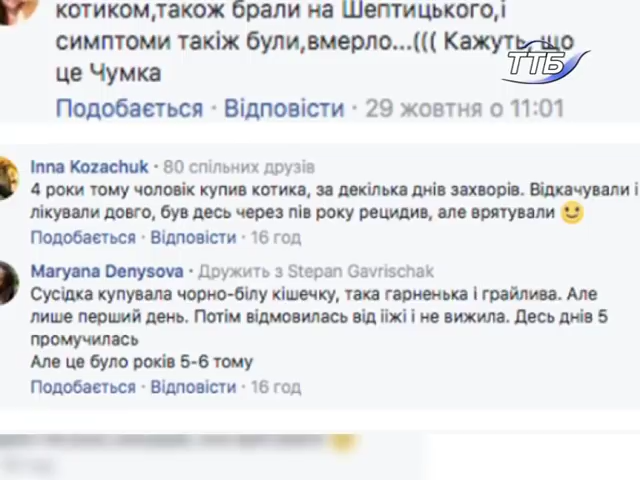 котиком,також брали на Шептицького,і
симптоми такіж були,вмерло...((( Кажуть, що
це Чумка
ТТБ
Подобається · Відповісти · 29 жовтня о 11:01
Inna Kozachuk · 80 спільних друзів
4 роки тому чоловік купив котика, за декілька днів захворів. Відкачували і
лікували довго, був десь через пів року рецидив, але врятували
Подобається · Відповісти · 16 год
Maryana Denysova · Дружить з Stepan Gavrischak
Сусідка купувала чорно-білу кішечку, така гарненька і грайлива. Але
лише перший день. Потім відмовилась від ііжі і не вижила. Десь днів 5
промучилась
Але це було років 5-6 тому
Подобається · Відповісти · 16 год